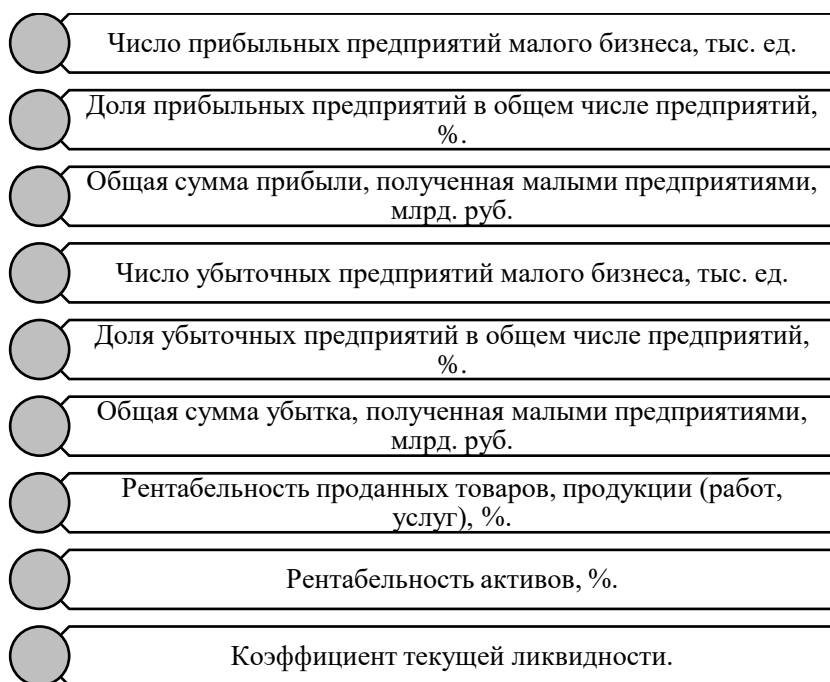 Число прибыльных предприятий малого бизнеса, тыс. ед.
Доля прибыльных предприятий в общем числе предприятий,
%.
Общая сумма прибыли, полученная малыми предприятиями,
млрд. руб.
Число убыточных предприятий малого бизнеса, тыс. ед.
Доля убыточных предприятий в общем числе предприятий,
%.
Общая сумма убытка, полученная малыми предприятиями,
млрд. руб.
Рентабельность проданных товаров, продукции (работ,
услуг), %.
Рентабельность активов, %.
Коэффициент текущей ликвидности.